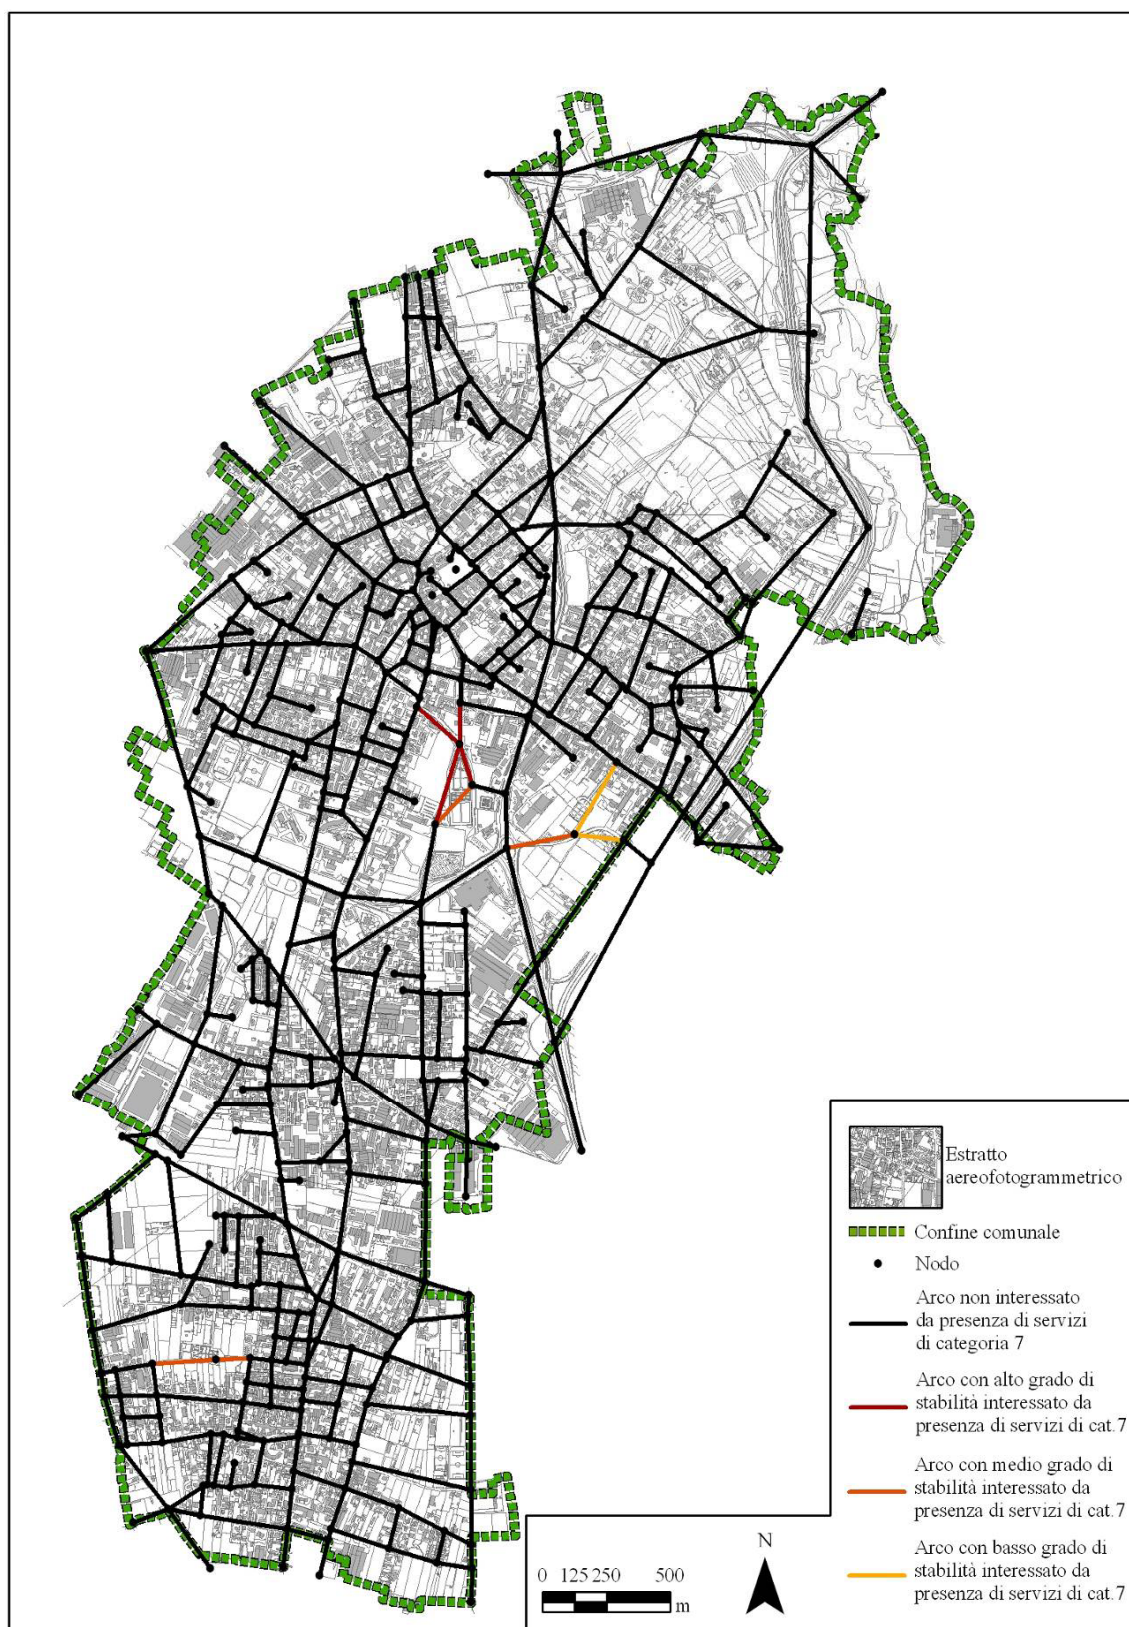 Estratto
aereofotogrammetrico
Confine comunale
Nodo
Arco non interessato
da presenza di servizi
di categoria 7
Arco con alto grado di
stabilità interessato da
presenza di servizi di cat.7
Arco con medio grado di
stabilità interessato da
presenza di servizi di cat.7
Arco con basso grado di
stabilità interessato da
presenza di servizi di cat.7
N
0 125 250 500
m